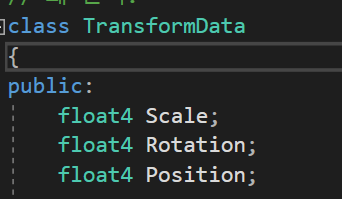 class TransformData
{
public:
float4 Scale;
float4 Rotation;
float4 Position;